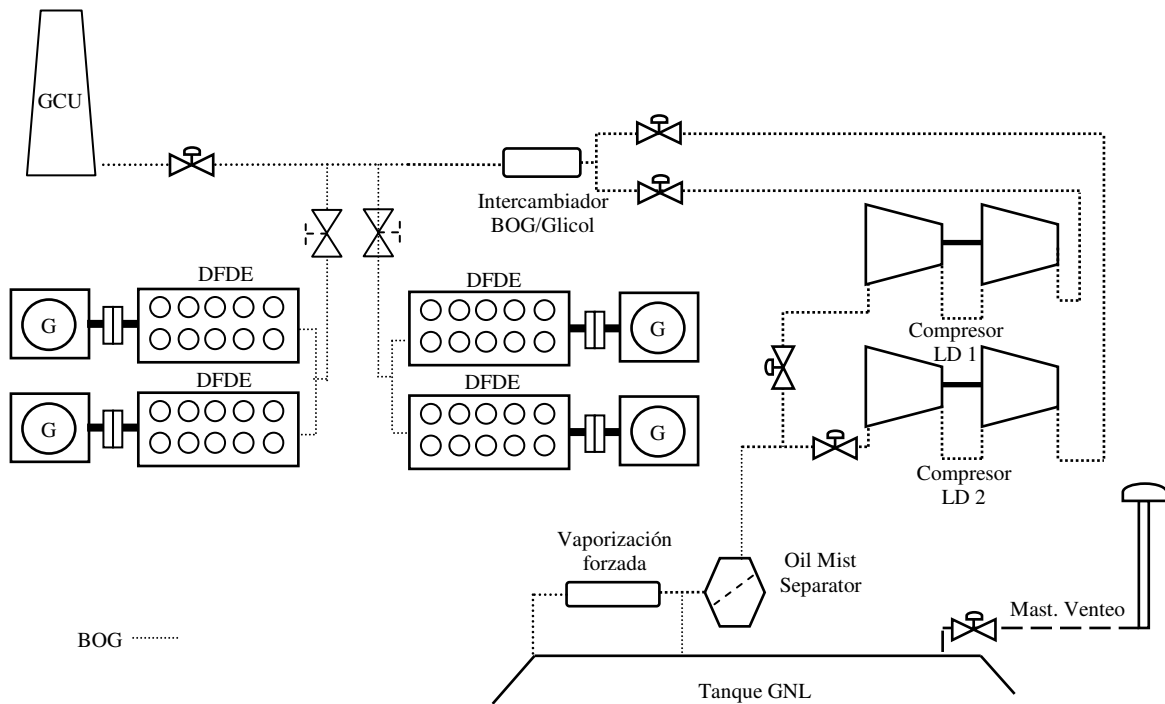 GCU
Intercambiador
BOG/Glicol
DFDE
DFDE
G
G
Compresor
LD 1
DFDE
DFDE
G
G
Compresor
LD 2
Vaporización
forzada
Oil Mist
Separator
Mast. Venteo
BOG
Tanque GNL